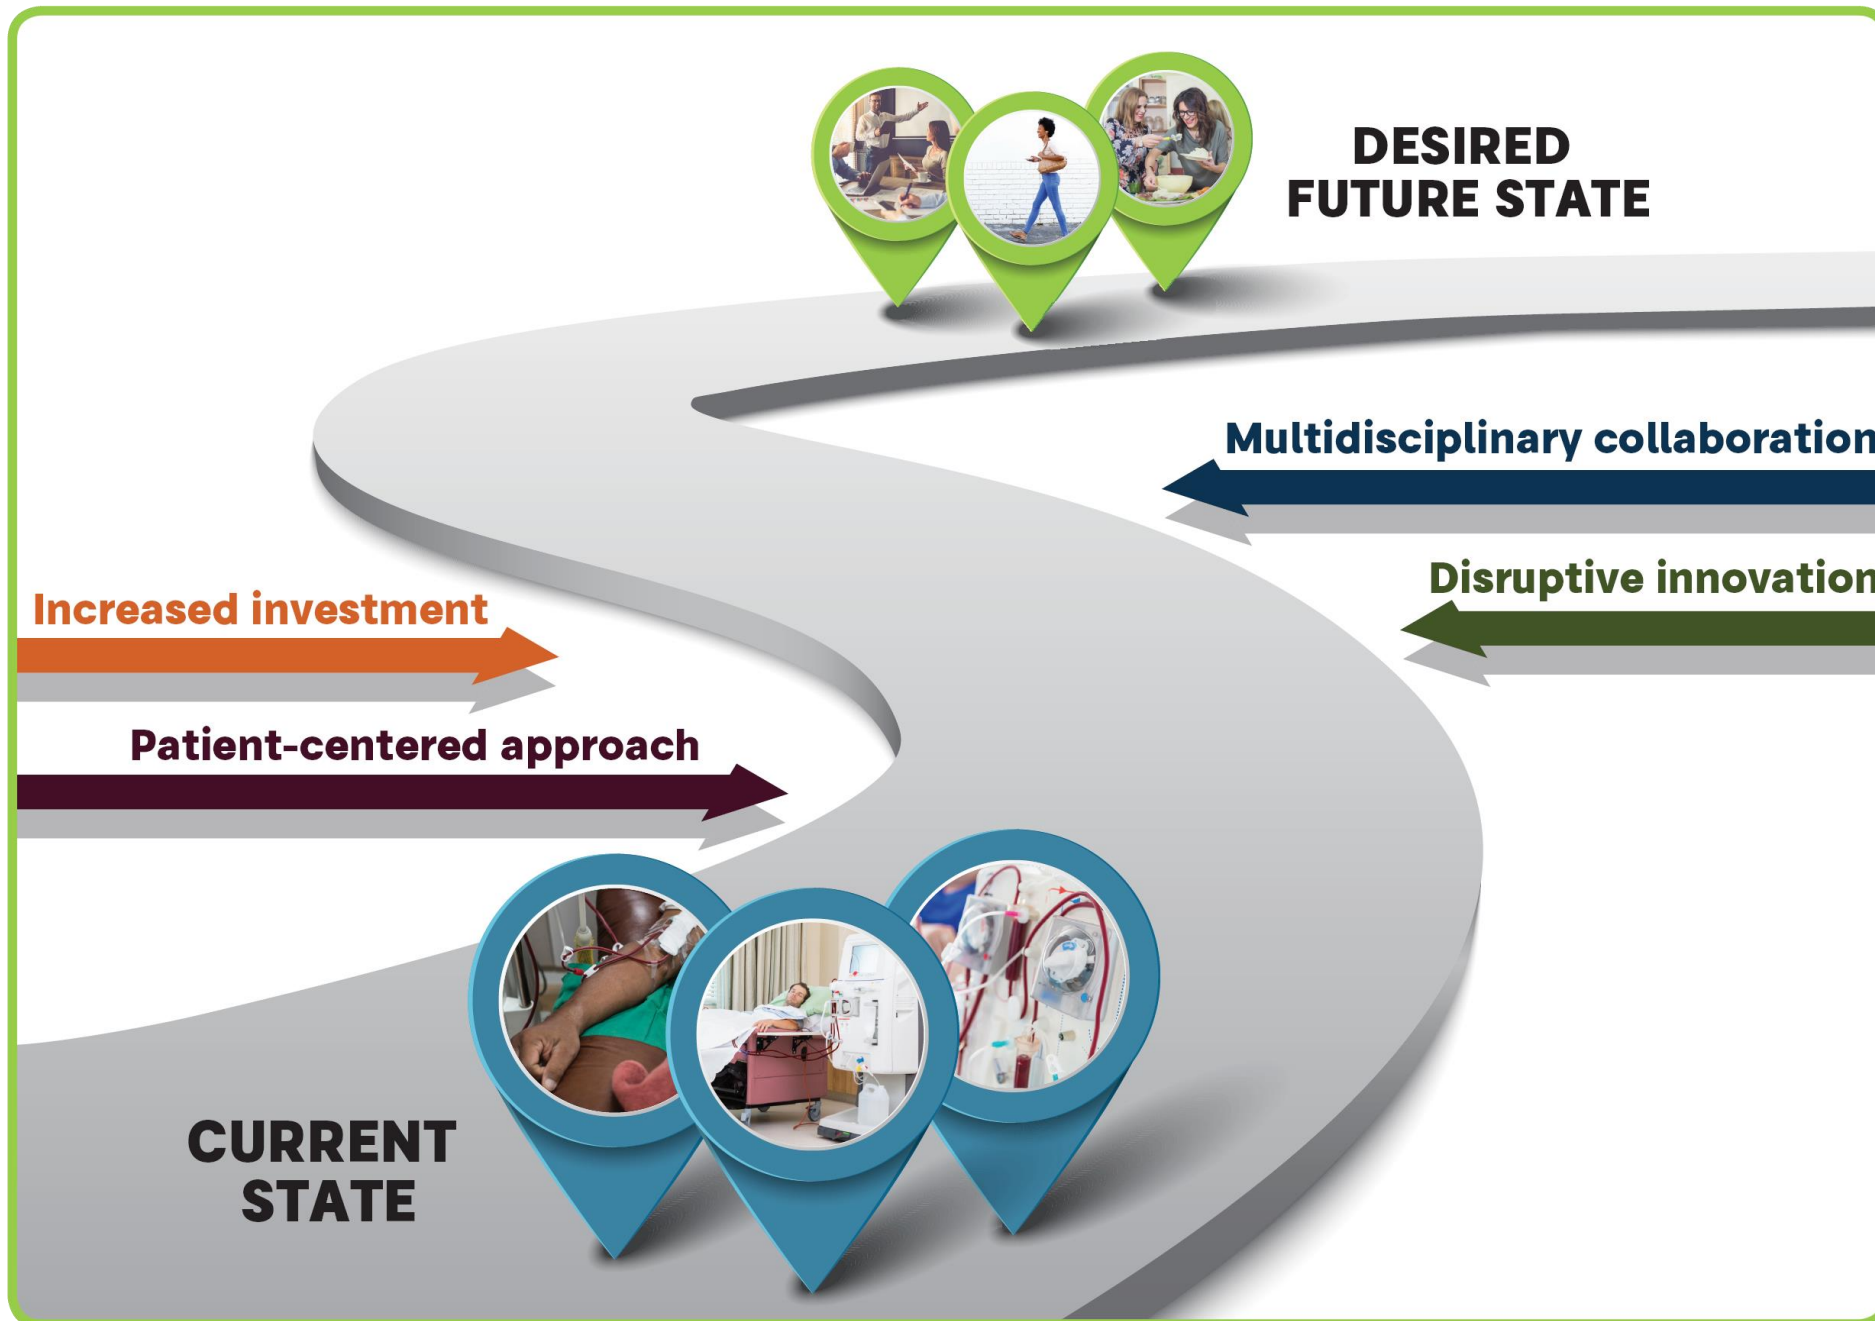 DESIRED
FUTURE STATE
Multidisciplinary collaboration
Disruptive innovation
Increased investment
Patient-centered approach
CURRENT
STATE